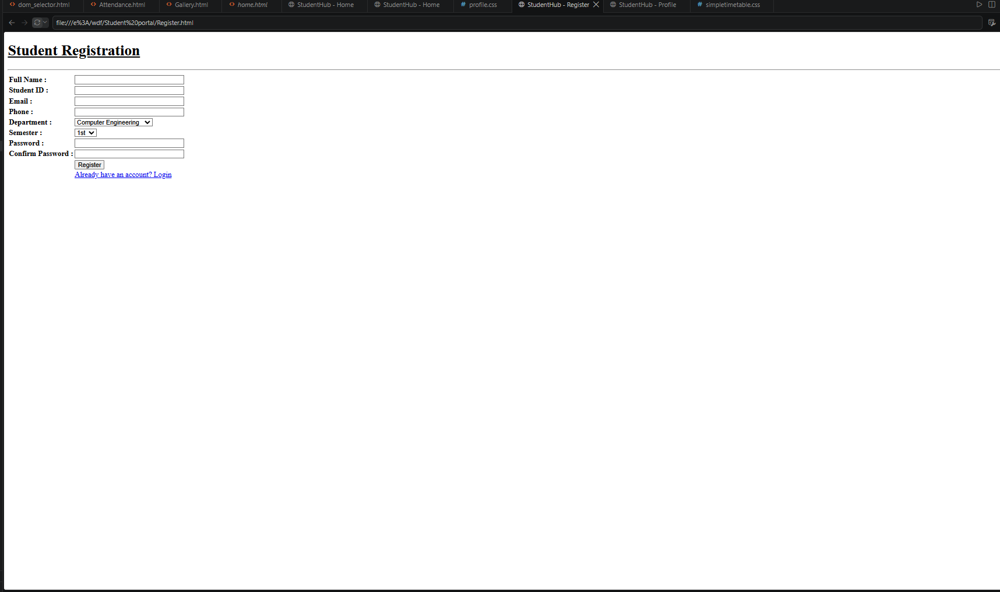 dom_selector.html Attendance.html Gallery.html home.html StudentHub - Home StudentHub - Home # profile.css StudentHub - Register StudentHub - Profile # simpletimetable.css
file:///e%3A/wdf/Student%20portal/Register.html
Student Registration
Full Name :
Student ID :
Email :
Phone :
Department : Computer Engineering
Semester : 1st
Password :
Confirm Password :
Register
Already have an account? Login